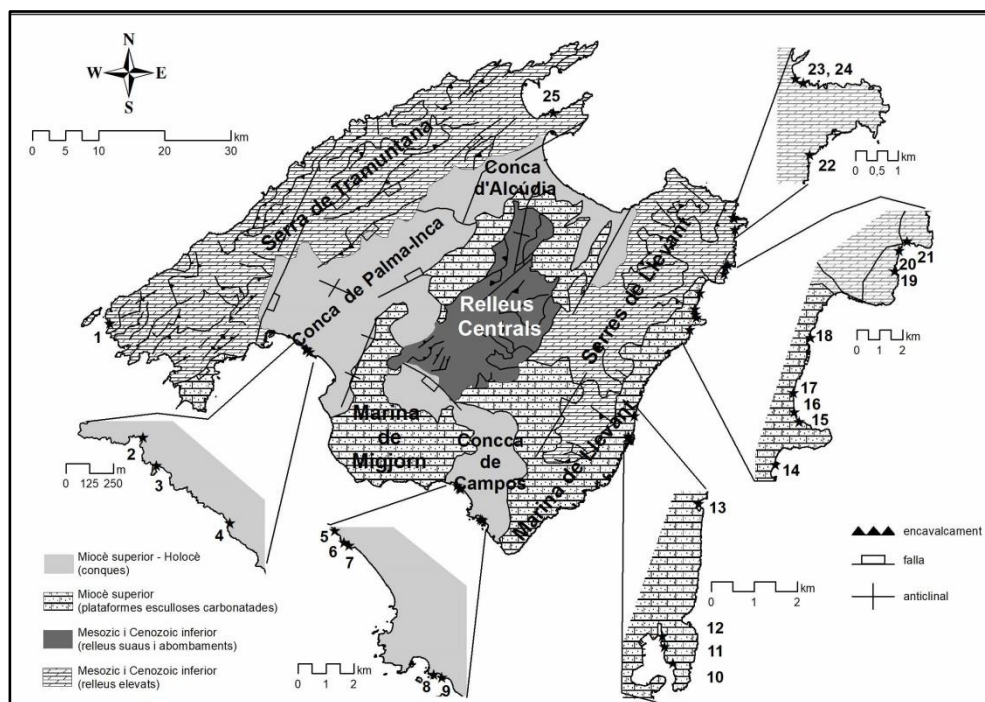 N
W E
S
0 5 10 20 30
km
25
23, 24
22
0 0,5 1
km
Conca
d'Alcúdia
Serra de Tramuntana
Conca de Palma-Inca
Relleus
Centrals
Serres de Llevant
21
20
19
0 1 2
km
18
17
16
15
14
1
Marina
de
Migjorn
Concca
de
Campos
Marina de Llevant
2
3
4
0 125 250
m
5
6
7
8
9
0 1 2
km
13
0 1 2
km
12
11
10
Miocè superior - Holocè
(conques)
Miocè superior
(plataformes esculloses carbonatades)
Mesozic i Cenozoic inferior
(relleus suaus i abombaments)
Mesozic i Cenozoic inferior
(relleus elevats)
encavalcament
falla
anticlinal